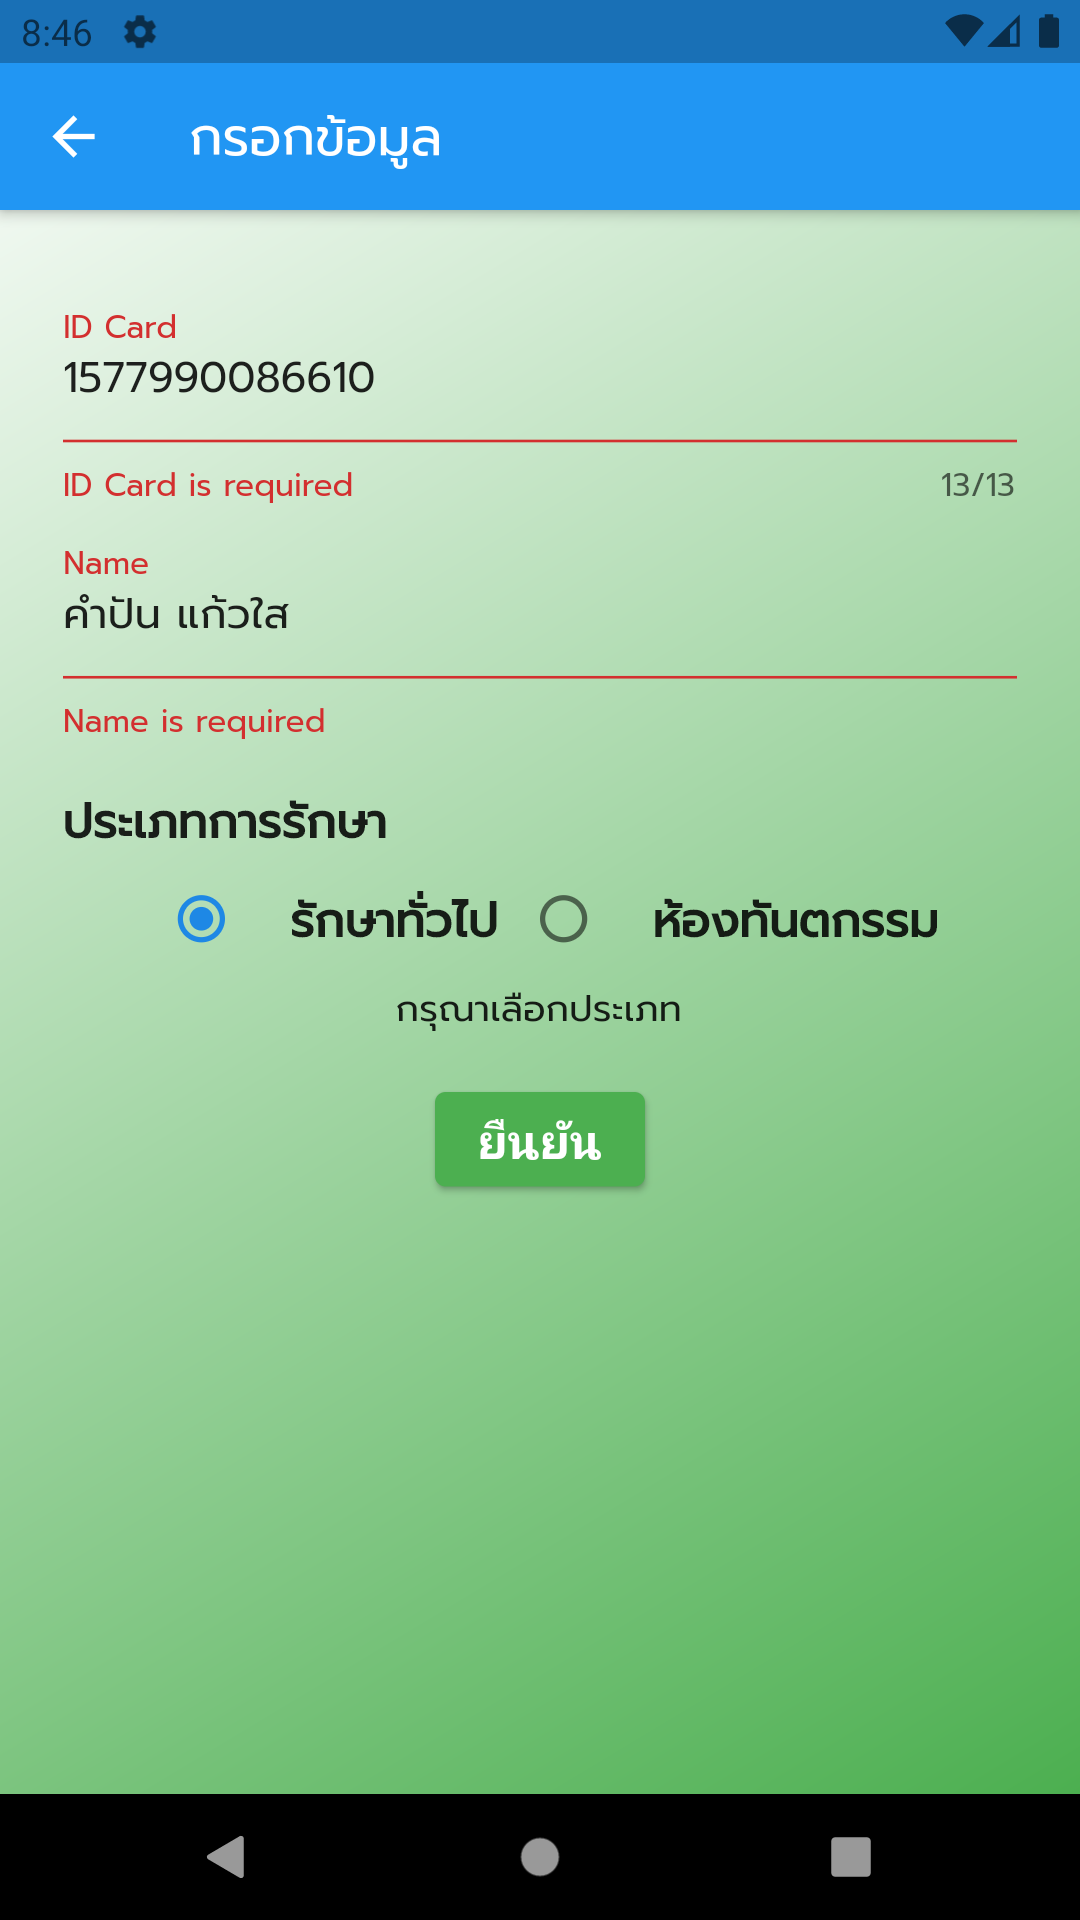 8:46
กรอกข้อมูล
ID Card
1577990086610
ID Card is required 13/13
Name
คำปัน แก้วใส
Name is required
ประเภทการรักษา
รักษาทั่วไป ห้องทันตกรรม
กรุณาเลือกประเภท
ยืนยัน